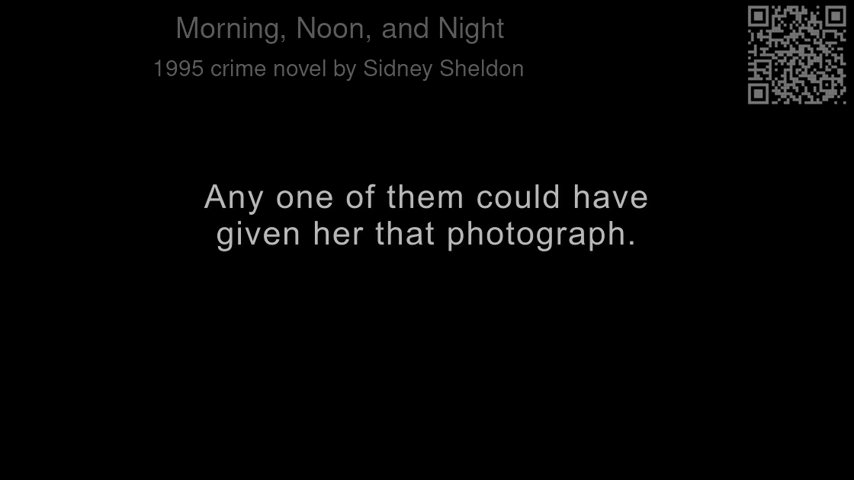 Morning, Noon, and Night
1995 crime novel by Sidney Sheldon
Any one of them could have
given her that photograph.